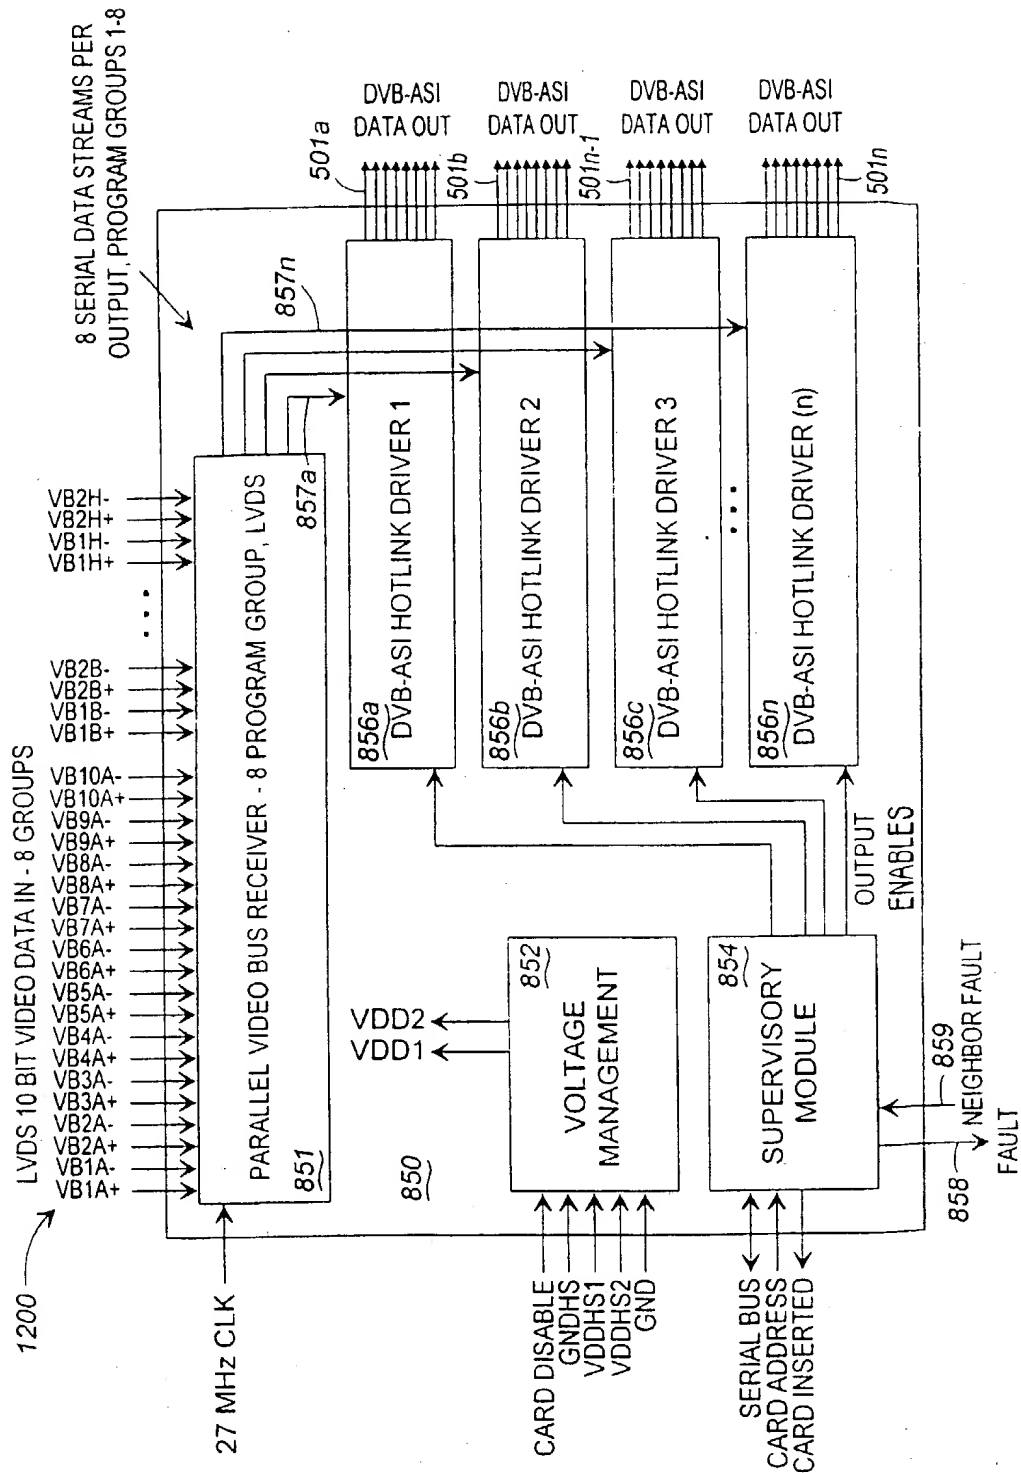 1200
LVDS 10 BIT VIDEO DATA IN - 8 GROUPS
VB1A+
VB1A-
VB2A+
VB2A-
VB3A+
VB3A-
VB4A+
VB4A-
VB5A+
VB5A-
VB6A+
VB6A-
VB7A+
VB7A-
VB8A+
VB8A-
VB9A+
VB9A-
VB10A+
VB10A-
VB1B+
VB1B-
VB2B+
VB2B-
...
VB1H+
VB1H-
VB2H+
VB2H-
8 SERIAL DATA STREAMS PER
OUTPUT, PROGRAM GROUPS 1-8
27 MHz CLK
PARALLEL VIDEO BUS RECEIVER - 8 PROGRAM GROUP, LVDS
851
857a
857n
850
VDD2
VDD1
CARD DISABLE
GNDHS
VDDHS1
VDDHS2
GND
852
VOLTAGE
MANAGEMENT
SERIAL BUS
CARD ADDRESS
CARD INSERTED
854
SUPERVISORY
MODULE
858
FAULT
859
NEIGHBOR FAULT
OUTPUT
ENABLES
856a
DVB-ASI HOTLINK DRIVER 1
501a
DVB-ASI
DATA OUT
856b
DVB-ASI HOTLINK DRIVER 2
501b
DVB-ASI
DATA OUT
856c
DVB-ASI HOTLINK DRIVER 3
501n-1
DVB-ASI
DATA OUT
...
856n
DVB-ASI HOTLINK DRIVER (n)
501n
DVB-ASI
DATA OUT